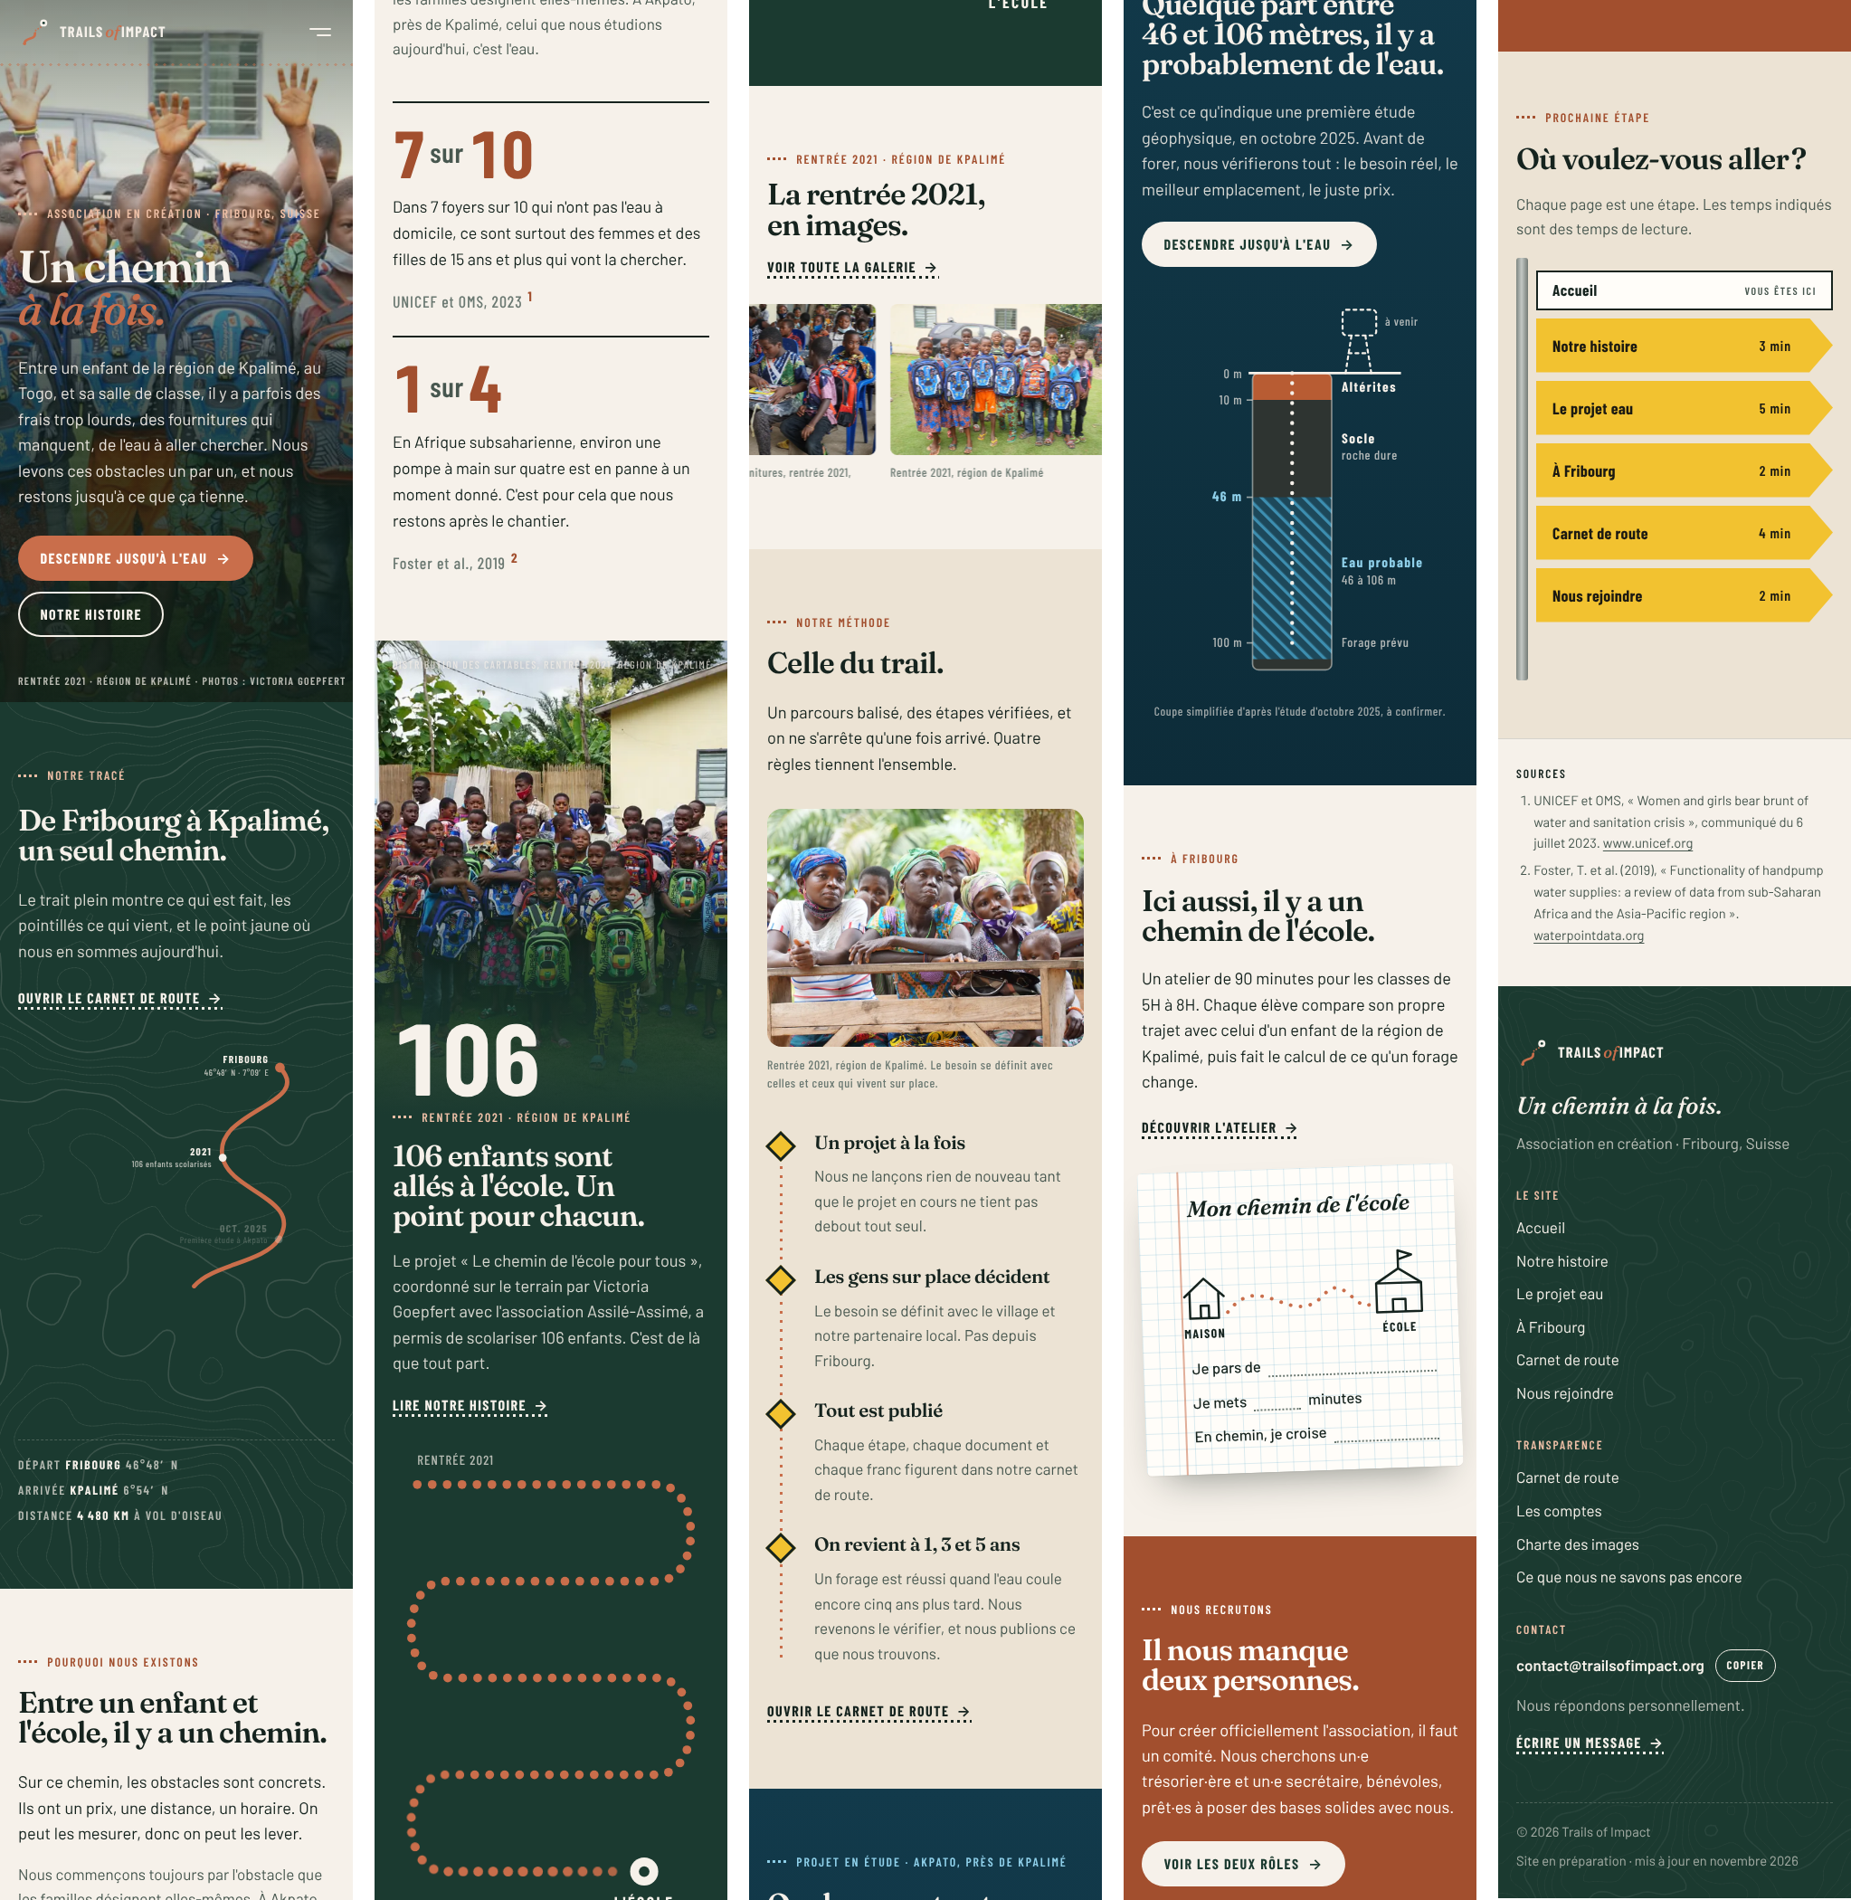 TRAILS of IMPACT
ASSOCIATION EN CRÉATION · FRIBOURG, SUISSE
Un chemin
à la fois.
Entre un enfant de la région de Kpalimé, au
Togo, et sa salle de classe, il y a parfois des
frais trop lourds, des fournitures qui
manquent, de l'eau à aller chercher. Nous
levons ces obstacles un par un, et nous
restons jusqu'à ce que ça tienne.
DESCENDRE JUSQU'À L'EAU →
NOTRE HISTOIRE
RENTRÉE 2021 · RÉGION DE KPALIMÉ · PHOTOS : VICTORIA GOEPFERT
NOTRE TRACÉ
De Fribourg à Kpalimé,
un seul chemin.
Le trait plein montre ce qui est fait, les
pointillés ce qui vient, et le point jaune où
nous en sommes aujourd'hui.
OUVRIR LE CARNET DE ROUTE →
FRIBOURG
46°48′ N · 7°09′ E
2021
106 enfants scolarisés
OCT. 2025
Première étude à Akpato
DÉPART FRIBOURG 46°48′ N
ARRIVÉE KPALIMÉ 6°54′ N
DISTANCE 4 480 KM À VOL D'OISEAU
POURQUOI NOUS EXISTONS
Entre un enfant et
l'école, il y a un chemin.
Sur ce chemin, les obstacles sont concrets.
Ils ont un prix, une distance, un horaire. On
peut les mesurer, donc on peut les lever.
Nous commençons toujours par l'obstacle que
les familles désignent elles-mêmes. À Akpato,
près de Kpalimé, celui que nous étudions
aujourd'hui, c'est l'eau.
7 sur 10
Dans 7 foyers sur 10 qui n'ont pas l'eau à
domicile, ce sont surtout des femmes et des
filles de 15 ans et plus qui vont la chercher.
UNICEF et OMS, 2023 1
1 sur 4
En Afrique subsaharienne, environ une
pompe à main sur quatre est en panne à un
moment donné. C'est pour cela que nous
restons après le chantier.
Foster et al., 2019 2
DISTRIBUTION DES CARTABLES, RENTRÉE 2021, RÉGION DE KPALIMÉ
106
RENTRÉE 2021 · RÉGION DE KPALIMÉ
106 enfants sont
allés à l'école. Un
point pour chacun.
Le projet « Le chemin de l'école pour tous »,
coordonné sur le terrain par Victoria
Goepfert avec l'association Assilé-Assimé, a
permis de scolariser 106 enfants. C'est de là
que tout part.
LIRE NOTRE HISTOIRE →
RENTRÉE 2021
L'ÉCOLE
RENTRÉE 2021 · RÉGION DE KPALIMÉ
La rentrée 2021,
en images.
VOIR TOUTE LA GALERIE →
nitures, rentrée 2021,
Rentrée 2021, région de Kpalimé
NOTRE MÉTHODE
Celle du trail.
Un parcours balisé, des étapes vérifiées, et
on ne s'arrête qu'une fois arrivé. Quatre
règles tiennent l'ensemble.
Rentrée 2021, région de Kpalimé. Le besoin se définit avec
celles et ceux qui vivent sur place.
Un projet à la fois
Nous ne lançons rien de nouveau tant
que le projet en cours ne tient pas
debout tout seul.
Les gens sur place décident
Le besoin se définit avec le village et
notre partenaire local. Pas depuis
Fribourg.
Tout est publié
Chaque étape, chaque document et
chaque franc figurent dans notre carnet
de route.
On revient à 1, 3 et 5 ans
Un forage est réussi quand l'eau coule
encore cinq ans plus tard. Nous
revenons le vérifier, et nous publions ce
que nous trouvons.
OUVRIR LE CARNET DE ROUTE →
PROJET EN ÉTUDE · AKPATO, PRÈS DE KPALIMÉ
Quelque part entre
46 et 106 mètres, il y a
probablement de l'eau.
C'est ce qu'indique une première étude
géophysique, en octobre 2025. Avant de
forer, nous vérifierons tout : le besoin réel, le
meilleur emplacement, le juste prix.
DESCENDRE JUSQU'À L'EAU →
à venir
0 m
Altérites
10 m
Socle
roche dure
46 m
Eau probable
46 à 106 m
100 m
Forage prévu
Coupe simplifiée d'après l'étude d'octobre 2025, à confirmer.
À FRIBOURG
Ici aussi, il y a un
chemin de l'école.
Un atelier de 90 minutes pour les classes de
5H à 8H. Chaque élève compare son propre
trajet avec celui d'un enfant de la région de
Kpalimé, puis fait le calcul de ce qu'un forage
change.
DÉCOUVRIR L'ATELIER →
Mon chemin de l'école
MAISON
ÉCOLE
Je pars de
Je mets minutes
En chemin, je croise
NOUS RECRUTONS
Il nous manque
deux personnes.
Pour créer officiellement l'association, il faut
un comité. Nous cherchons un·e
trésorier·ère et un·e secrétaire, bénévoles,
prêt·es à poser des bases solides avec nous.
VOIR LES DEUX RÔLES →
PROCHAINE ÉTAPE
Où voulez-vous aller ?
Chaque page est une étape. Les temps indiqués
sont des temps de lecture.
Accueil VOUS ÊTES ICI
Notre histoire 3 min
Le projet eau 5 min
À Fribourg 2 min
Carnet de route 4 min
Nous rejoindre 2 min
SOURCES
1. UNICEF et OMS, « Women and girls bear brunt of
water and sanitation crisis », communiqué du 6
juillet 2023. www.unicef.org
2. Foster, T. et al. (2019), « Functionality of handpump
water supplies: a review of data from sub-Saharan
Africa and the Asia-Pacific region ».
waterpointdata.org
TRAILS of IMPACT
Un chemin à la fois.
Association en création · Fribourg, Suisse
LE SITE
Accueil
Notre histoire
Le projet eau
À Fribourg
Carnet de route
Nous rejoindre
TRANSPARENCE
Carnet de route
Les comptes
Charte des images
Ce que nous ne savons pas encore
CONTACT
contact@trailsofimpact.org COPIER
Nous répondons personnellement.
ÉCRIRE UN MESSAGE →
© 2026 Trails of Impact
Site en préparation · mis à jour en novembre 2026